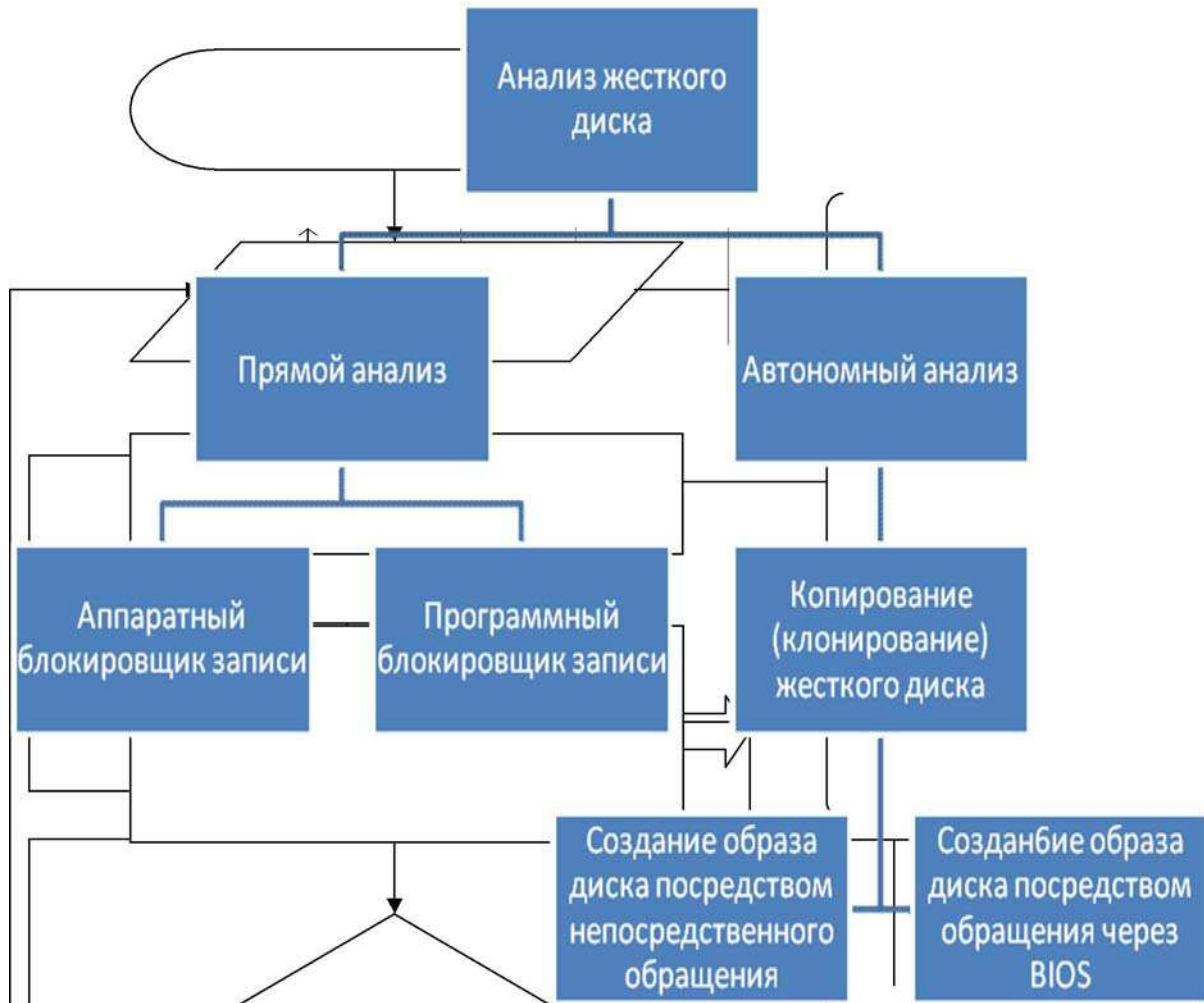 Анализ жесткого
диска
Прямой анализ
Автономный анализ
Аппаратный
блокировщик записи
Программный
блокировщик записи
Копирование
(клонирование)
жесткого диска
Создание образа
диска посредством
непосредственного
обращения
Создан6ие образа
диска посредством
обращения через
BIOS